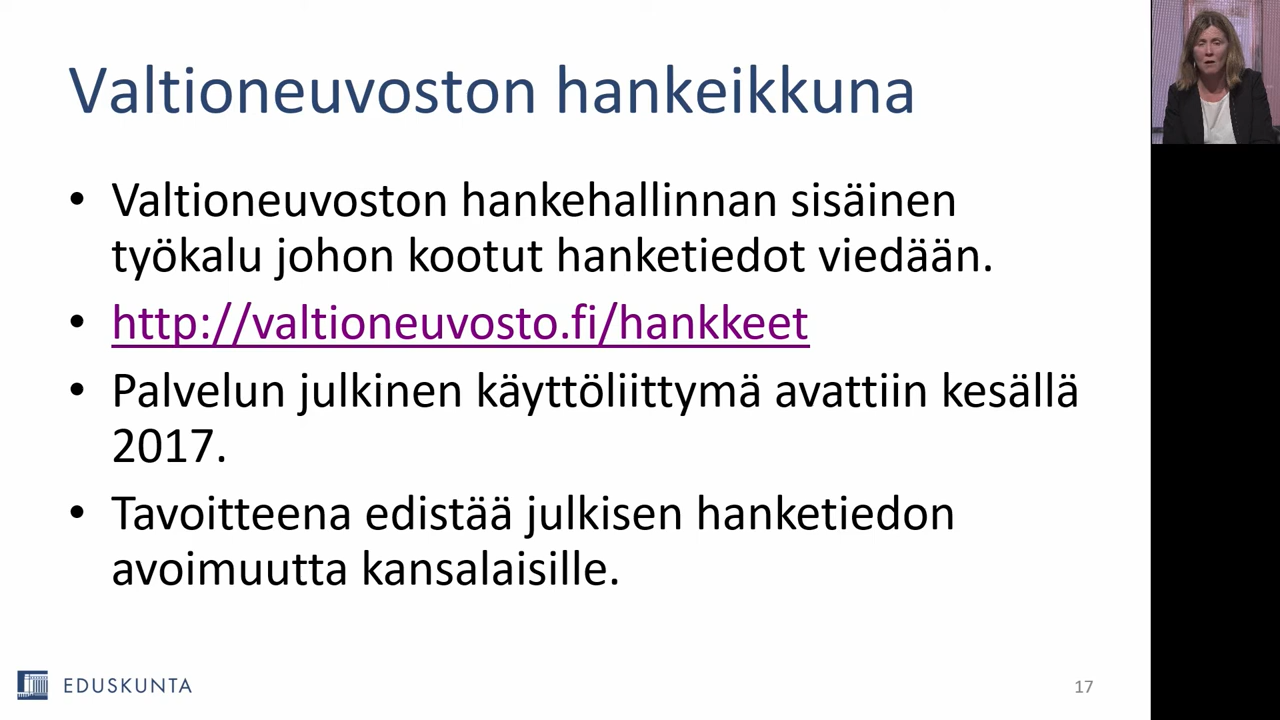 Valtioneuvoston hankeikkuna
• Valtioneuvoston hankehallinnan sisäinen
työkalu johon kootut hanketiedot viedään.
• http://valtioneuvosto.fi/hankkeet
• Palvelun julkinen käyttöliittymä avattiin kesällä
2017.
• Tavoitteena edistää julkisen hanketiedon
avoimuutta kansalaisille.
EDUSKUNTA
17